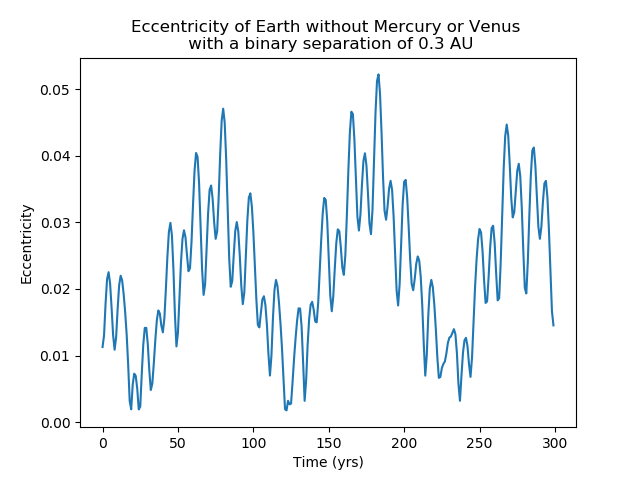 Eccentricity of Earth without Mercury or Venus
with a binary separation of 0.3 AU
0.05
0.04
0.03
0.02
0.01
0.00
Eccentricity
0 50 100 150 200 250 300
Time (yrs)